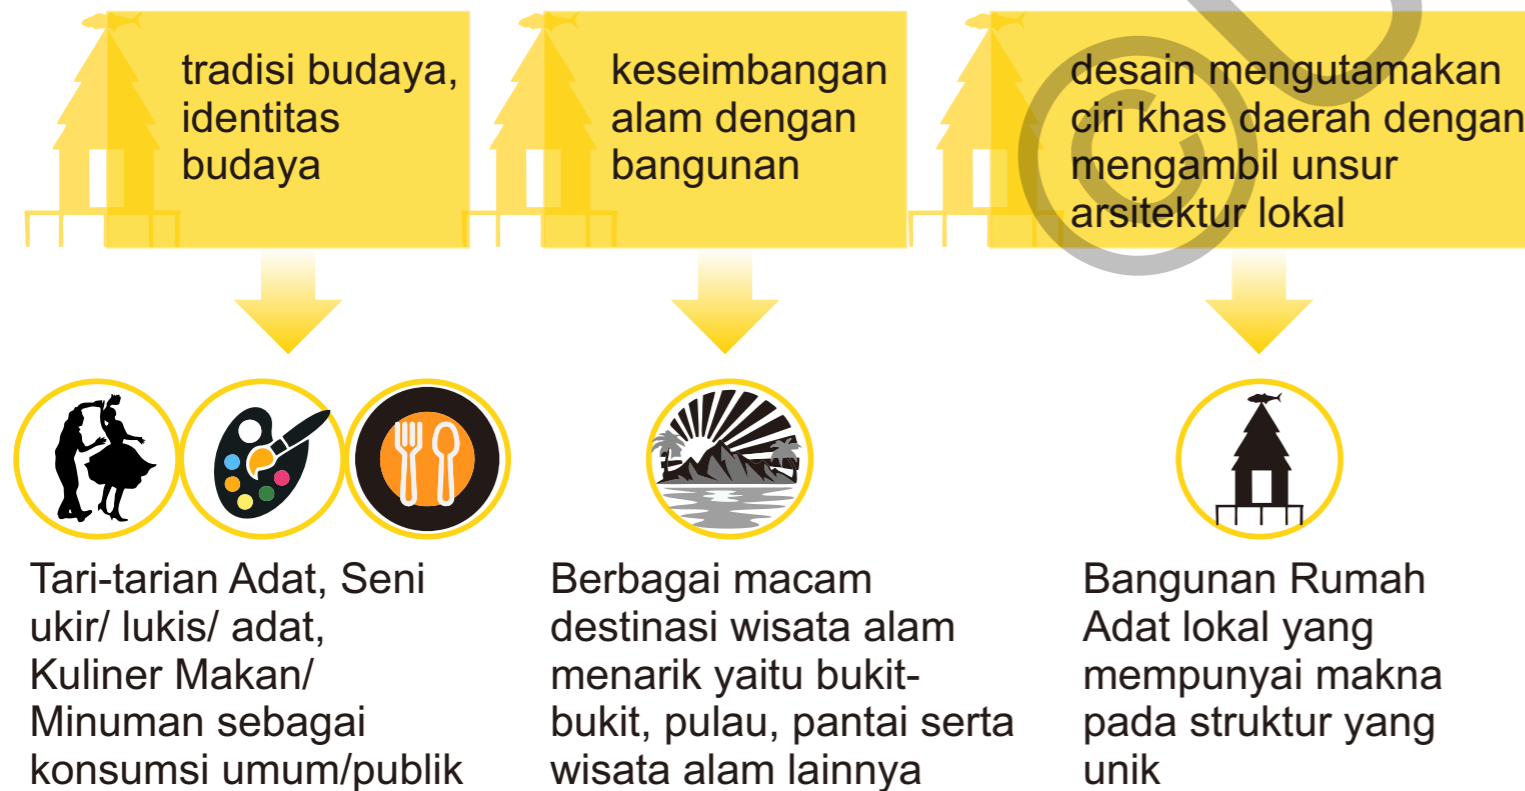 tradisi budaya,
identitas
budaya
keseimbangan
alam dengan
bangunan
desain mengutamakan
ciri khas daerah dengan
mengambil unsur
arsitektur lokal
Tari-tarian Adat, Seni
ukir/ lukis/ adat,
Kuliner Makan/
Minuman sebagai
konsumsi umum/publik
Berbagai macam
destinasi wisata alam
menarik yaitu bukit-
bukit, pulau, pantai serta
wisata alam lainnya
Bangunan Rumah
Adat lokal yang
mempunyai makna
pada struktur yang
unik